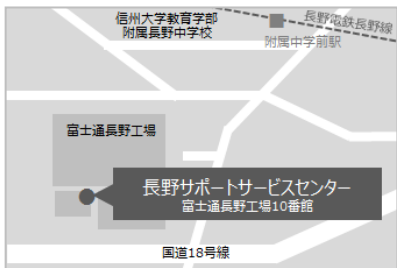 信州大学教育学部
附属長野中学校
長野電鉄長野線
附属中学前駅
富士通長野工場
長野サポートサービスセンター
富士通長野工場10番館
国道18号線